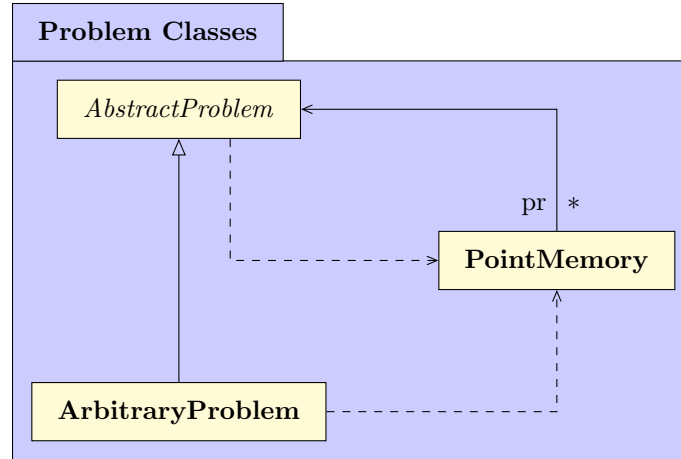 Problem Classes
AbstractProblem
pr *
PointMemory
ArbitraryProblem